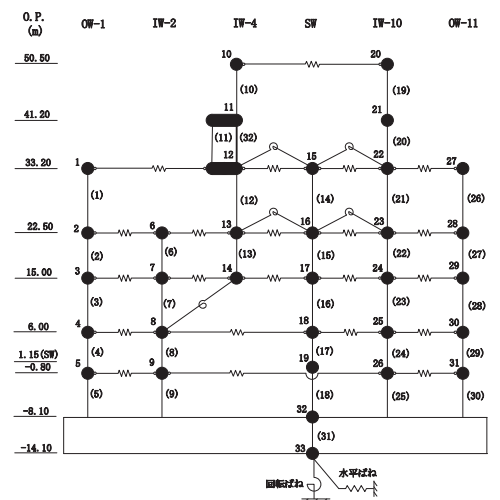 O.P. (m) OW-1 IW-2 IW-4 SW IW-10 OW-11
50.50 10 20
(10) (19)
41.20 11 21
(11) (32) (20)
33.20 1 12 15 22 27
(1) (12) (14) (21) (26)
22.50 2 6 13 16 23 28
(2) (6) (13) (15) (22) (27)
15.00 3 7 14 17 24 29
(3) (7) (16) (23) (28)
6.00 4 8 18 25 30
(4) (8) (17) (24) (29)
1.15(SW) 19
-0.80 5 9 26 31
(5) (9) (18) (25) (30)
-8.10 32
(31)
-14.10 33
回転ばね 水平ばね